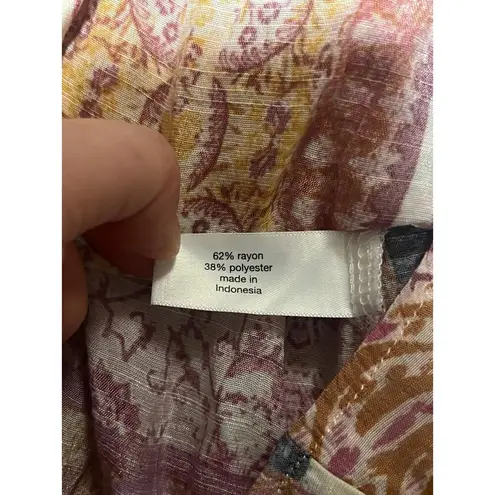 62% rayon
38% polyester
made in
Indonesia